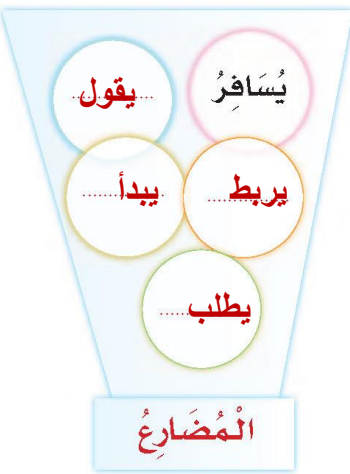 يُسَافِرُ
يقول
يربط
يبدأ
يطلب
الْمُضَارِعُ